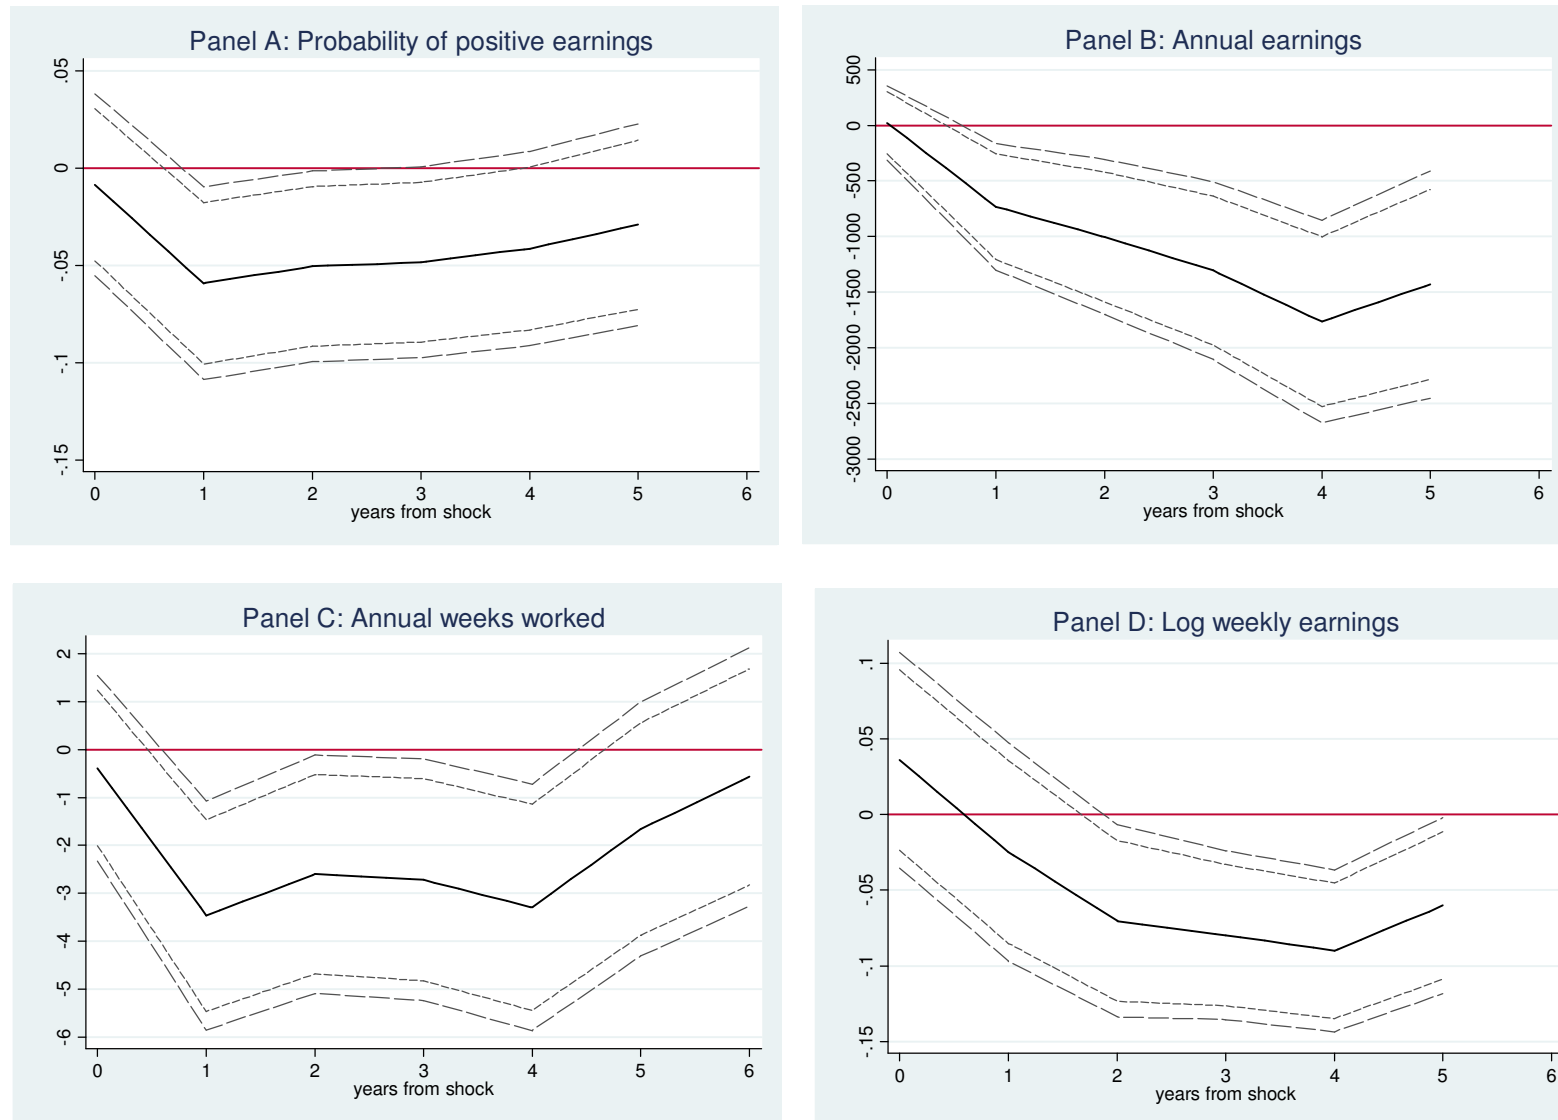 Panel A: Probability of positive earnings
.05
0
-.05
-.1
-.15
0 1 2 3 4 5 6
years from shock
Panel B: Annual earnings
500
0
-500
-1000
-1500
-2000
-2500
-3000
0 1 2 3 4 5 6
years from shock
Panel C: Annual weeks worked
2
1
0
-1
-2
-3
-4
-5
-6
0 1 2 3 4 5 6
years from shock
Panel D: Log weekly earnings
.1
.05
0
-.05
-.1
-.15
0 1 2 3 4 5 6
years from shock